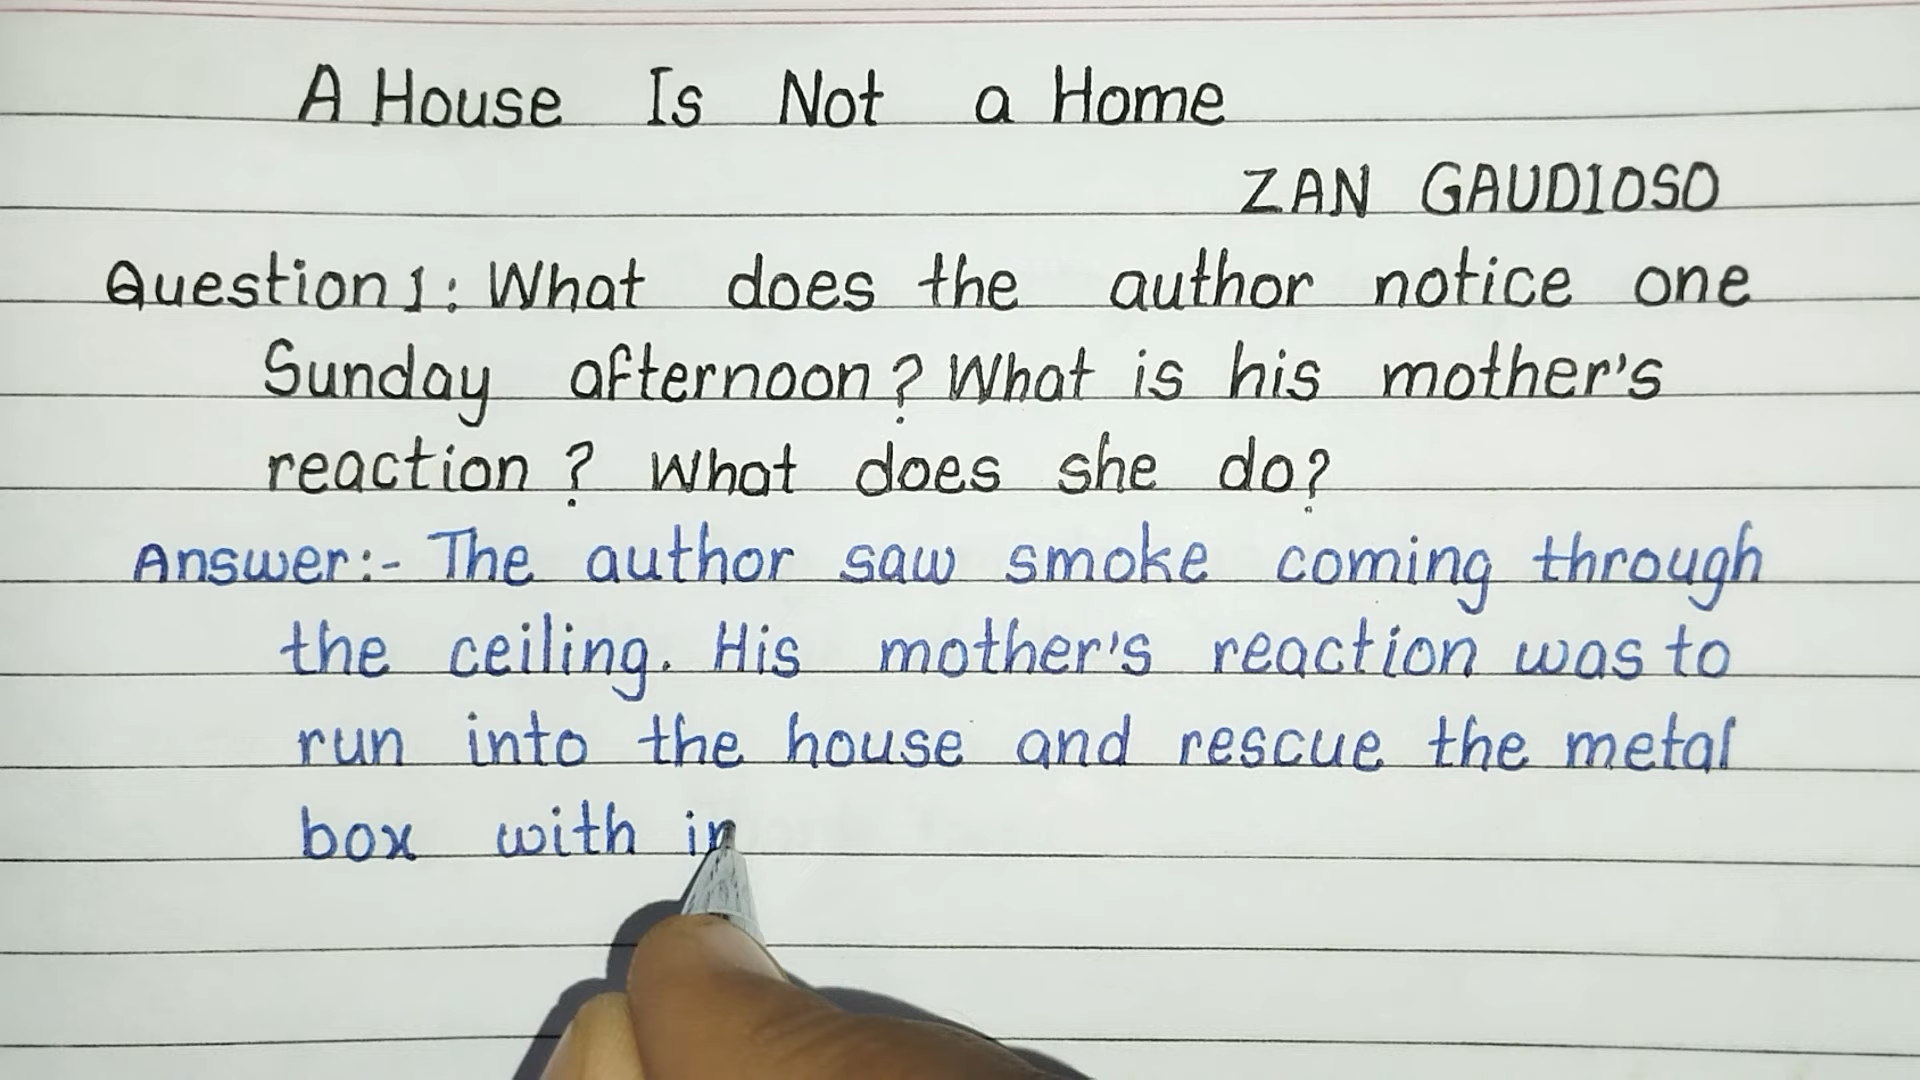 A House Is Not a Home
ZAN GAUDIOSO
Question 1: What does the author notice one
Sunday afternoon? What is his mother's
reaction? What does she do?
Answer:- The author saw smoke coming through
the ceiling. His mother's reaction was to
run into the house and rescue the metal
box with